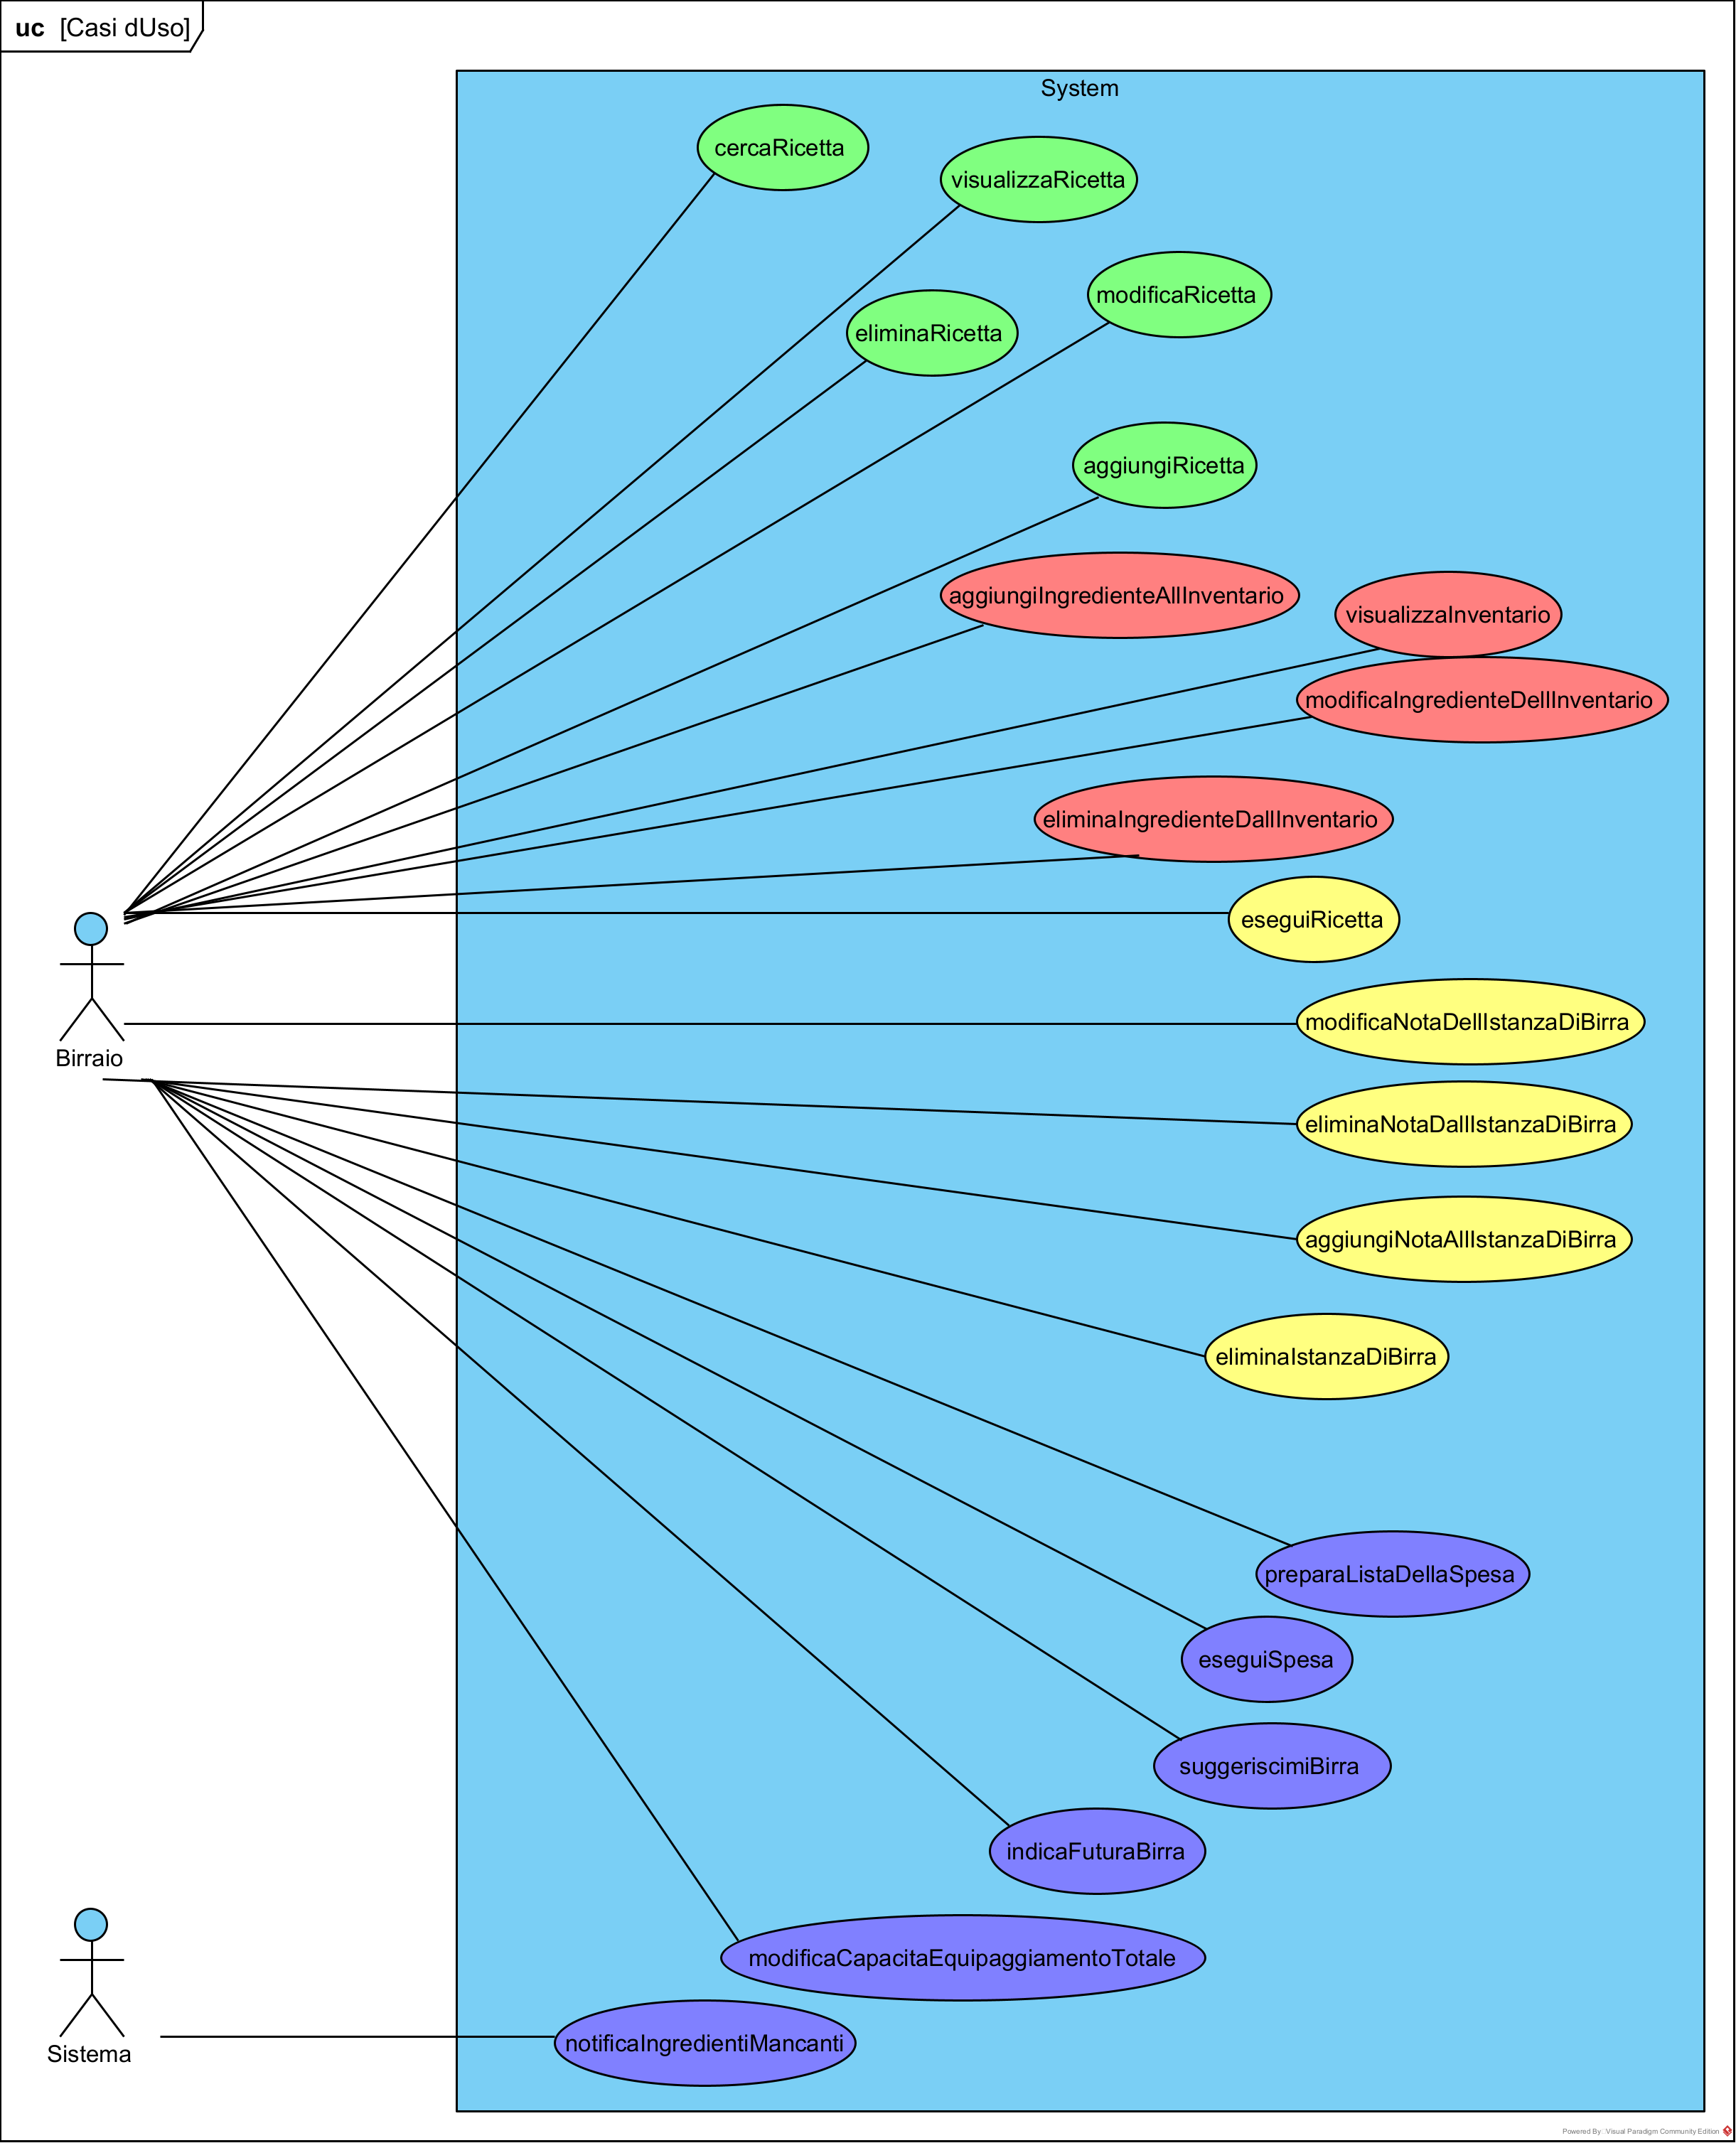 uc [Casi dUso]
System
cercaRicetta
visualizzaRicetta
modificaRicetta
eliminaRicetta
aggiungiRicetta
aggiungiIngredienteAllInventario
visualizzaInventario
modificaIngredienteDellInventario
eliminaIngredienteDallInventario
eseguiRicetta
modificaNotaDellIstanzaDiBirra
Birraio
eliminaNotaDallIstanzaDiBirra
aggiungiNotaAllIstanzaDiBirra
eliminaIstanzaDiBirra
preparaListaDellaSpesa
eseguiSpesa
suggeriscimiBirra
indicaFuturaBirra
modificaCapacitaEquipaggiamentoTotale
notificaIngredientiMancanti
Sistema
Powered By Visual Paradigm Community Edition